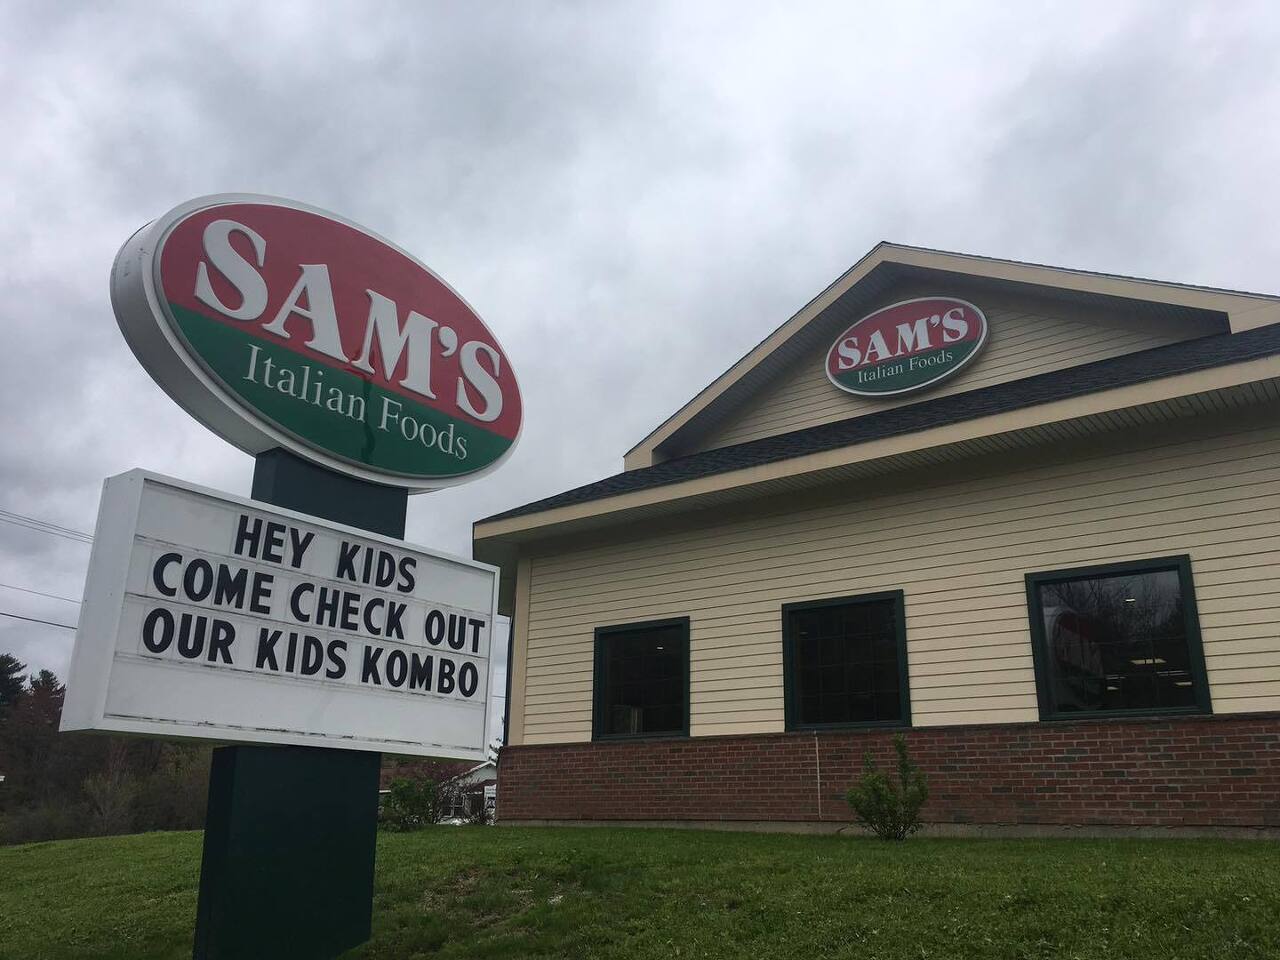 SAM'S
Italian Foods
HEY KIDS
COME CHECK OUT
OUR KIDS KOMBO
SAM'S
Italian Foods